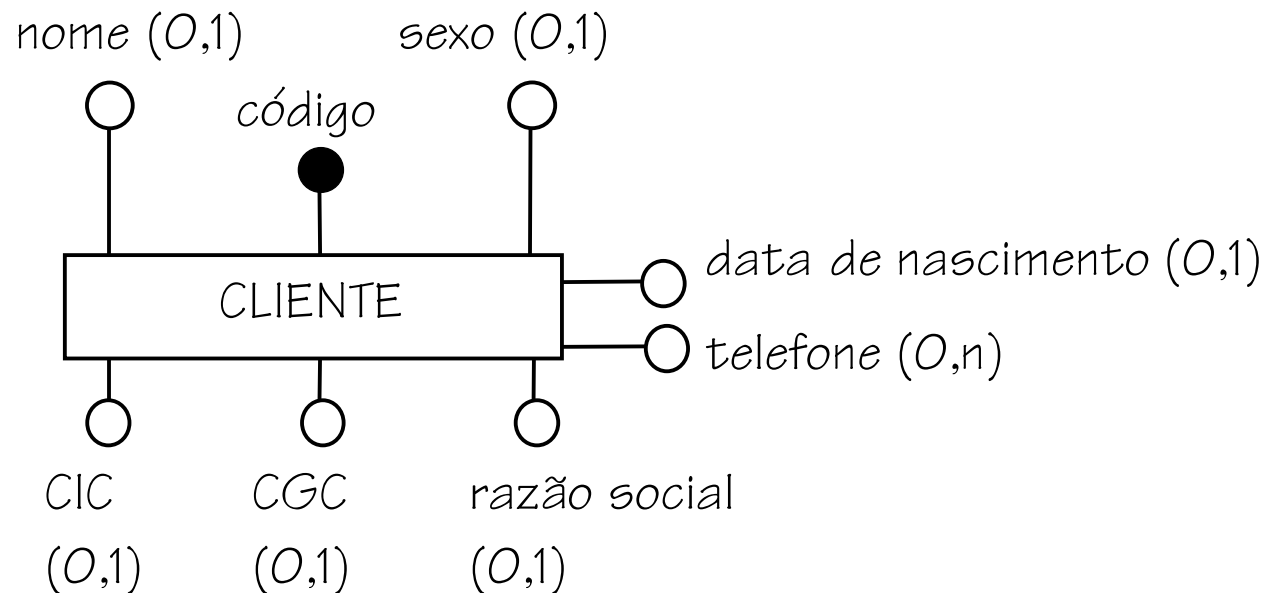 nome (0,1)
sexo (0,1)
código
data de nascimento (0,1)
CLIENTE
telefone (0,n)
CIC
(0,1)
CGC
(0,1)
razão social
(0,1)